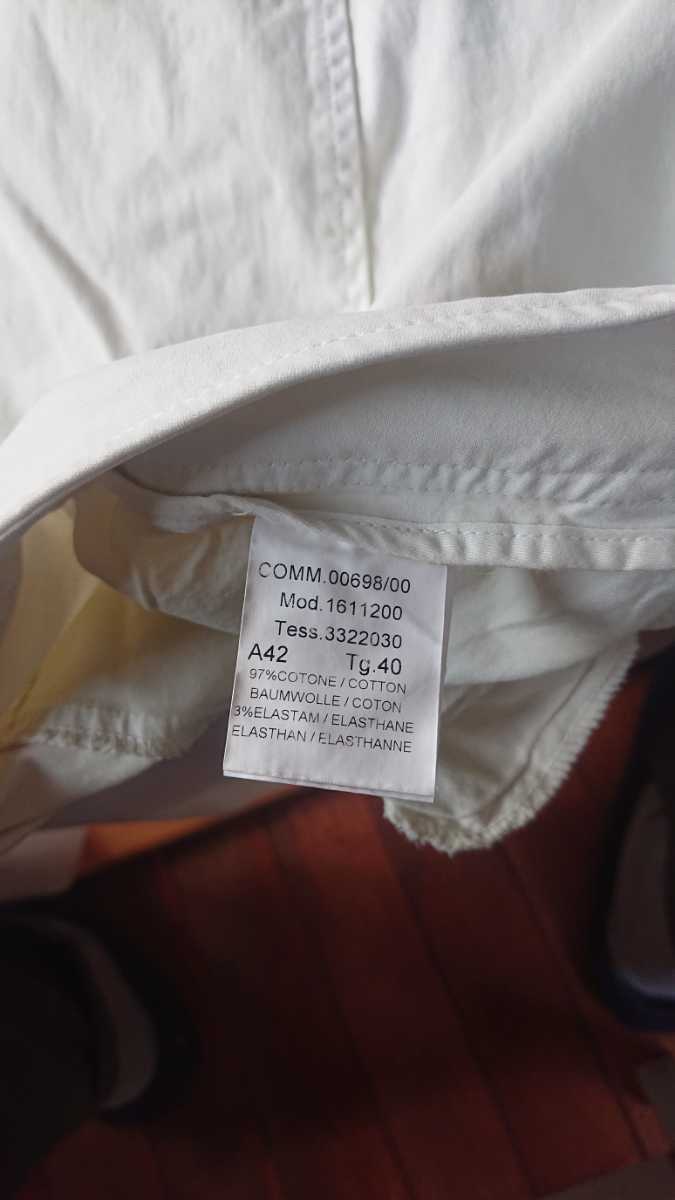 COMM.00698/00
Mod.1611200
Tess.3322030
A42 Tg.40
97%COTONE / COTTON
BAUMWOLLE / COTON
3%ELASTAM / ELASTHANE
ELASTHAN / ELASTHANNE